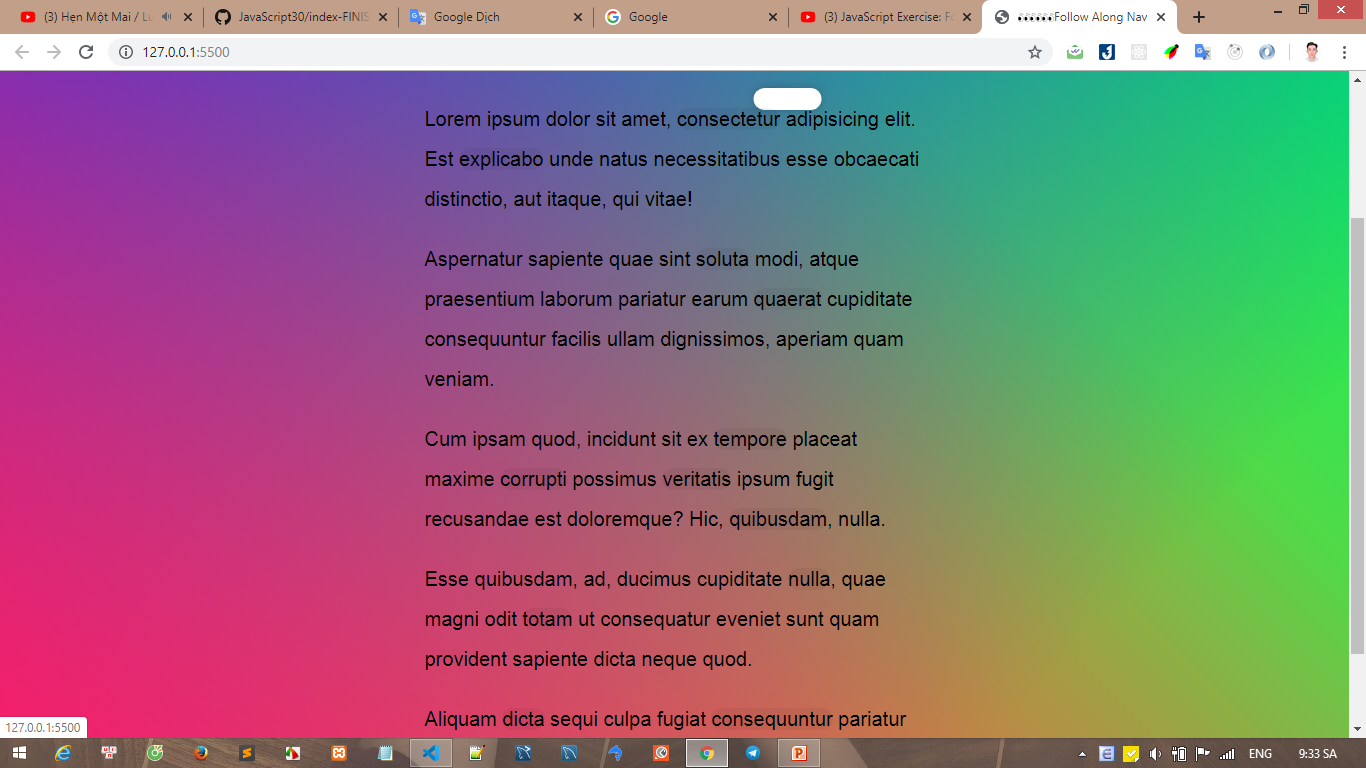 (3) Hẹn Một Mai / Lư
JavaScript30/index-FINIS
Google Dịch
Google
(3) JavaScript Exercise: Fo
Follow Along Nav
127.0.0.1:5500
Lorem ipsum dolor sit amet, consectetur adipisicing elit.
Est explicabo unde natus necessitatibus esse obcaecati
distinctio, aut itaque, qui vitae!
Aspernatur sapiente quae sint soluta modi, atque
praesentium laborum pariatur earum quaerat cupiditate
consequuntur facilis ullam dignissimos, aperiam quam
veniam.
Cum ipsam quod, incidunt sit ex tempore placeat
maxime corrupti possimus veritatis ipsum fugit
recusandae est doloremque? Hic, quibusdam, nulla.
Esse quibusdam, ad, ducimus cupiditate nulla, quae
magni odit totam ut consequatur eveniet sunt quam
provident sapiente dicta neque quod.
Aliquam dicta sequi culpa fugiat consequuntur pariatur
127.0.0.1:5500
ENG
9:33 SA